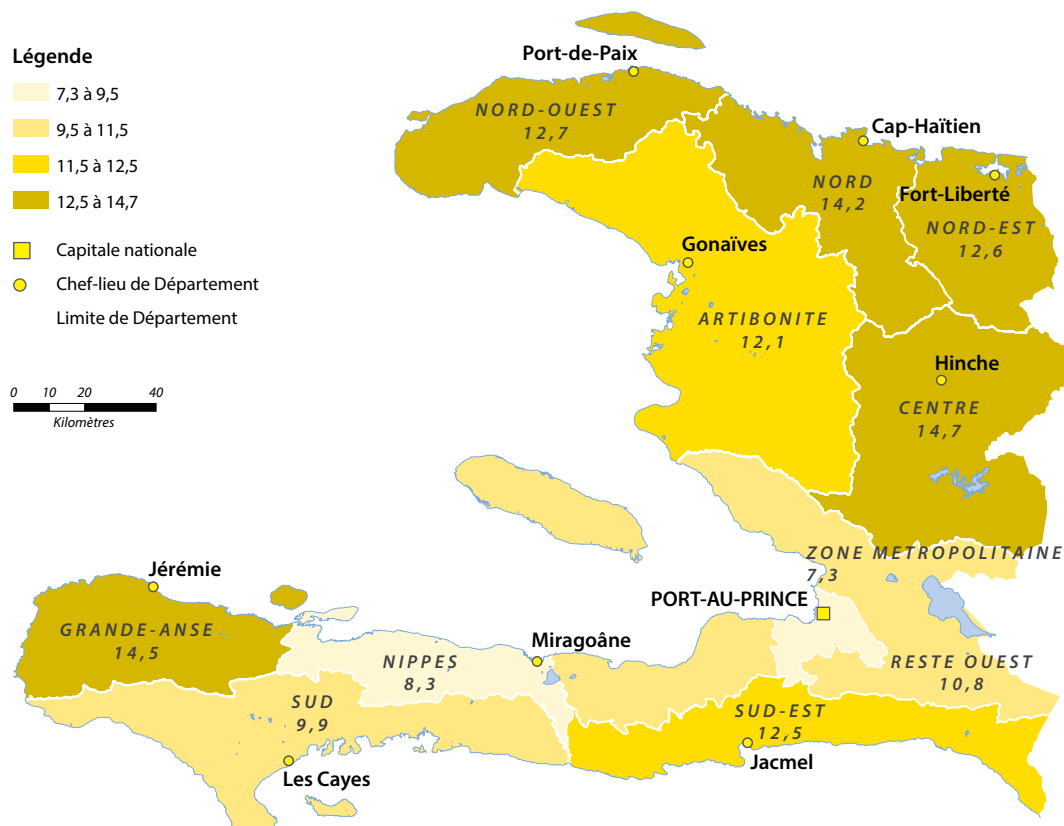 Légende
7,3 à 9,5
9,5 à 11,5
11,5 à 12,5
12,5 à 14,7
Capitale nationale
Chef-lieu de Département
Limite de Département
0 10 20 40
Kilomètres
Port-de-Paix
NORD-OUEST
12,7
Cap-Haïtien
NORD
14,2
Fort-Liberté
NORD-EST
12,6
Gonaïves
ARTIBONITE
12,1
Hinche
CENTRE
14,7
ZONE METROPOLITAINE
7,3
PORT-AU-PRINCE
Jérémie
GRANDE-ANSE
14,5
Miragoâne
NIPPES
8,3
RESTE OUEST
10,8
SUD
9,9
SUD-EST
12,5
Les Cayes
Jacmel